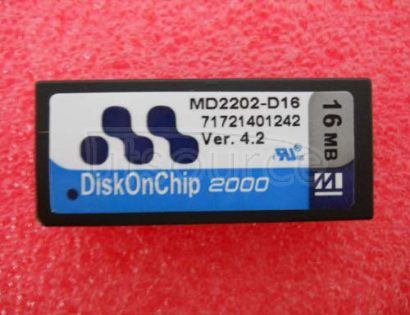 MD2202-D16
71721401242
Ver. 4.2
16 MB
DiskOnChip 2000